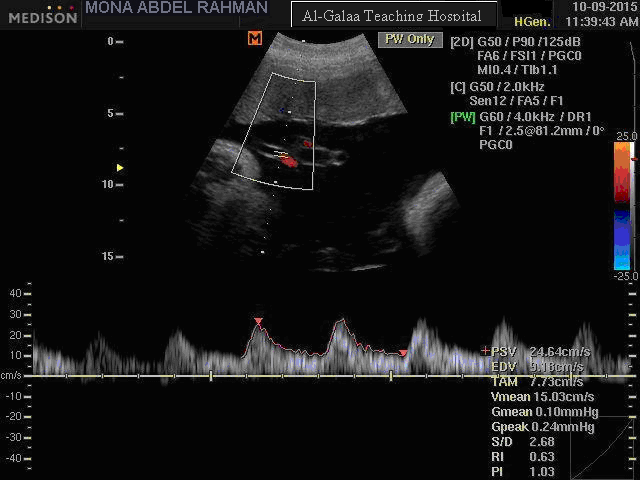 MEDISON
MONA ABDEL RAHMAN
Al-Galaa Teaching Hospital
HGen.
10-09-2015
11:39:43 AM
M
PW Only
[2D] G50 / P90 /125dB
FA6 / FSI1 / PGC0
MI0.4 / TIb1.1
[C] G50 / 2.0kHz
Sen12 / FA5 / F1
[PW] G60 / 4.0kHz / DR1
F1 / 2.5@81.2mm / 0°
PGC0
0
5
10
15
25.0
-25.0
40
30
20
10
cm/s
-10
-20
-30
-40
PSV 24.64cm/s
EDV 9.18cm/s
TAM 7.73cm/s
Vmean 15.03cm/s
Gmean 0.10mmHg
Gpeak 0.24mmHg
S/D 2.68
RI 0.63
PI 1.03